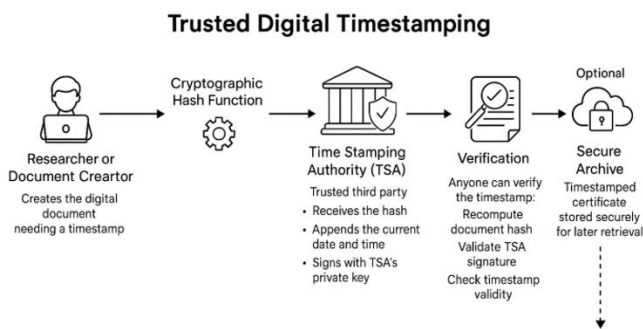 Trusted Digital Timestamping
Researcher or
Document Creartor
Creates the digital
document
needing a timestamp
Cryptographic
Hash Function
Time Stamping
Authority (TSA)
Trusted third party
• Receives the hash
• Appends the current
date and time
• Signs with TSA's
private key
Verification
Anyone can verify
the timestamp:
Recompute
document hash
Validate TSA
signature
Check timestamp
validity
Optional
Secure
Archive
Timestamped
certificate
stored securely
for later retrieval